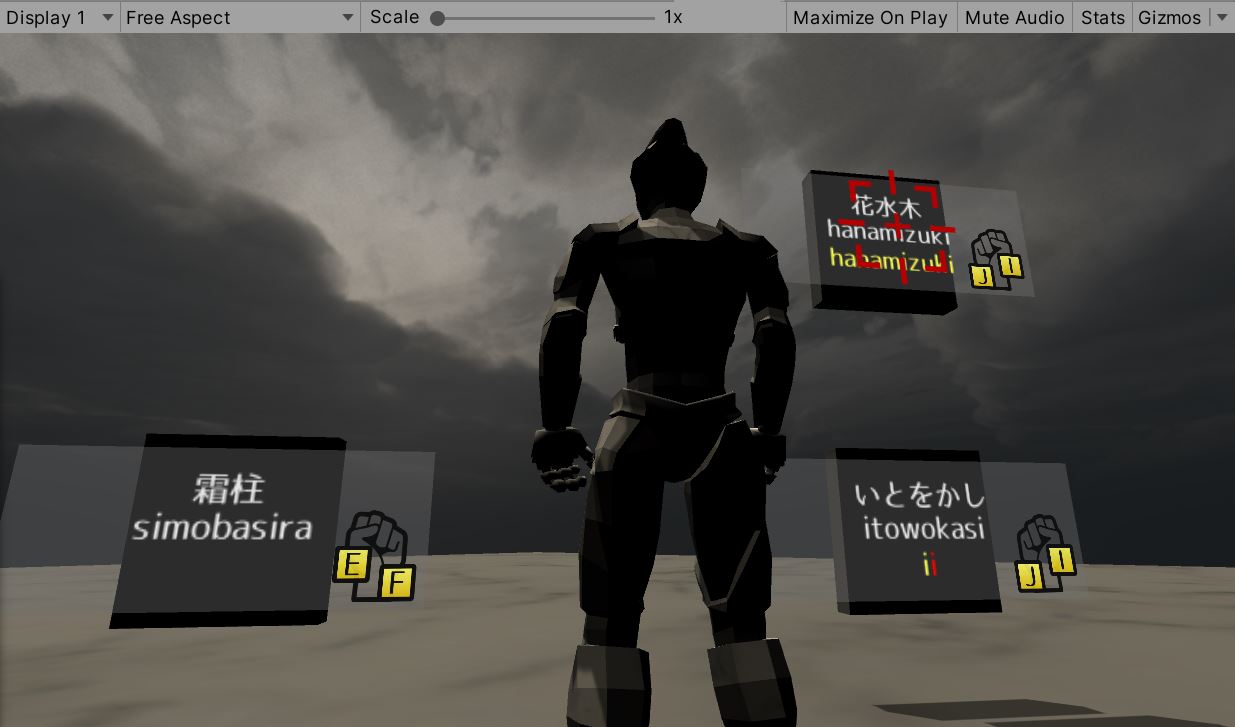 Display 1 Free Aspect Scale 1x Maximize On Play Mute Audio Stats Gizmos
花水木
hanamizuki
hanamizuki
J I
霜柱
simobasira
E F
いとをかし
itowokasi
ii
J I